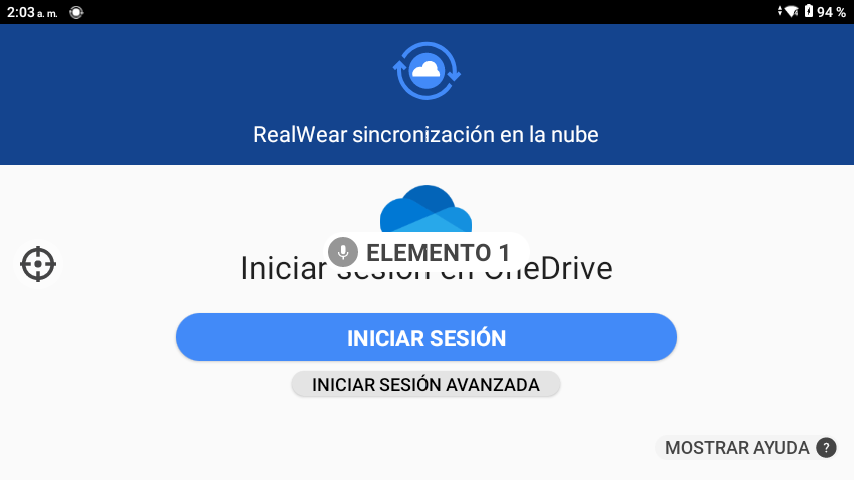 2:03 a. m.
94 %
RealWear sincronización en la nube
ELEMENTO 1
Iniciar sesión en OneDrive
INICIAR SESIÓN
INICIAR SESIÓN AVANZADA
MOSTRAR AYUDA ?